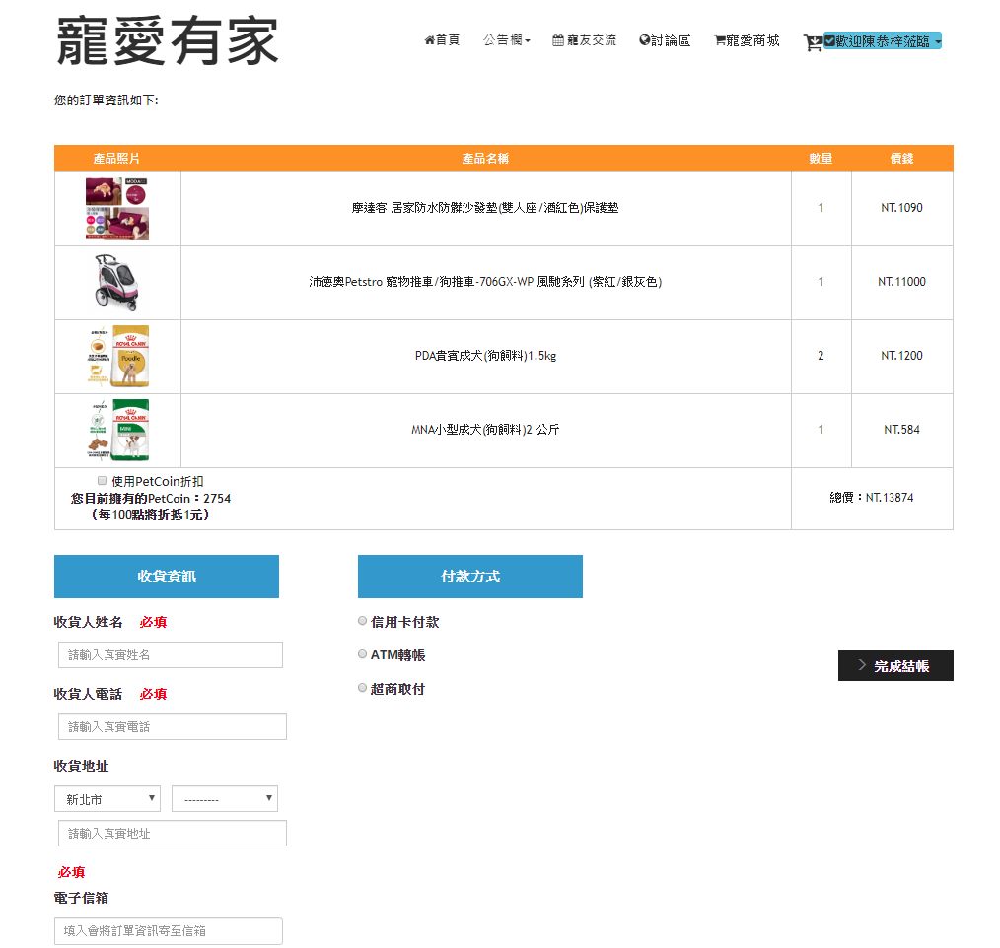 寵愛有家
首頁 公告欄 寵友交流 討論區 寵愛商城 歡迎陳恭梓蒞臨
您的訂單資訊如下:
產品照片 產品名稱 數量 價錢
摩達客 居家防水防髒沙發墊(雙人座/酒紅色)保護墊 1 NT.1090
沛德奧Petstro 寵物推車/狗推車-706GX-WP 風馳系列 (紫紅/銀灰色) 1 NT.11000
ROYAL CANIN
Poodle
PDA貴賓成犬(狗飼料)1.5kg 2 NT.1200
ROYAL CANIN
MINI
MNA小型成犬(狗飼料)2 公斤 1 NT.584
使用PetCoin折扣
您目前擁有的PetCoin：2754
（每100點將折抵1元）
總價：NT.13874
收貨資訊 付款方式
收貨人姓名 必填 信用卡付款
請輸入真實姓名 ATM轉帳
完成結帳
收貨人電話 必填 超商取付
請輸入真實電話
收貨地址
新北市 ---------
請輸入真實地址
必填
電子信箱
填入會將訂單資訊寄至信箱